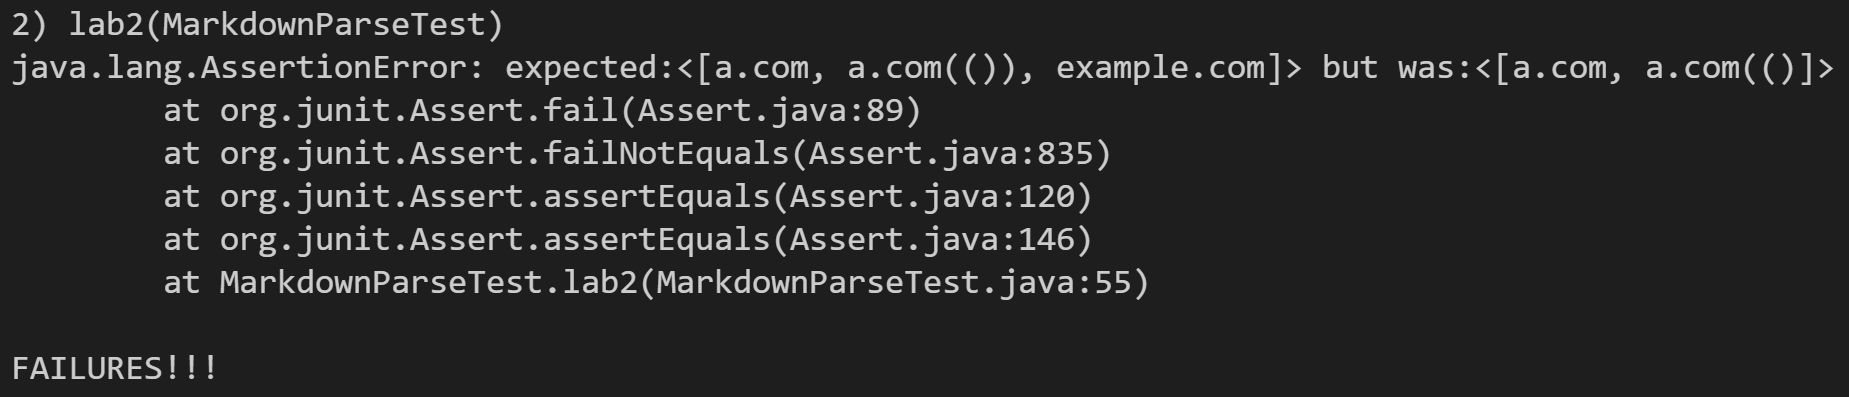 2) lab2(MarkdownParseTest)
java.lang.AssertionError: expected:<[a.com, a.com(()), example.com]> but was:<[a.com, a.com(()]>
        at org.junit.Assert.fail(Assert.java:89)
        at org.junit.Assert.failNotEquals(Assert.java:835)
        at org.junit.Assert.assertEquals(Assert.java:120)
        at org.junit.Assert.assertEquals(Assert.java:146)
        at MarkdownParseTest.lab2(MarkdownParseTest.java:55)
FAILURES!!!